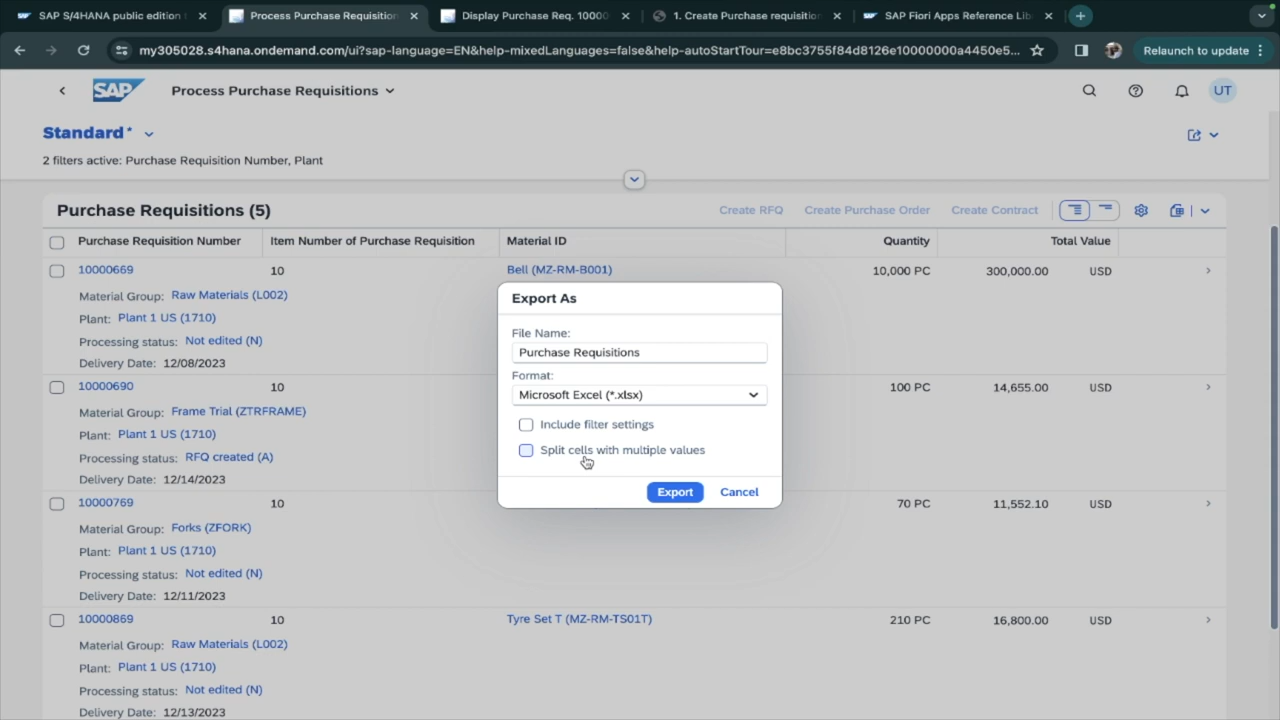 SAP S/4HANA public edition
Process Purchase Requisition
Display Purchase Req. 10000
1. Create Purchase requisition
SAP Fiori Apps Reference Lib
my305028.s4hana.ondemand.com/ui?sap-language=EN&help-mixedLanguages=false&help-autoStartTour=e8bc3755f84d8126e10000000a4450e5...
Relaunch to update
SAP
Process Purchase Requisitions
UT
Standard*
2 filters active: Purchase Requisition Number, Plant
Purchase Requisitions (5)
Create RFQ
Create Purchase Order
Create Contract
Purchase Requisition Number
Item Number of Purchase Requisition
Material ID
Quantity
Total Value
10000669
10
Bell (MZ-RM-B001)
10,000 PC
300,000.00
USD
Material Group: Raw Materials (L002)
Plant: Plant 1 US (1710)
Processing status: Not edited (N)
Delivery Date: 12/08/2023
10000690
10
100 PC
14,655.00
USD
Material Group: Frame Trial (ZTRFRAME)
Plant: Plant 1 US (1710)
Processing status: RFQ created (A)
Delivery Date: 12/14/2023
10000769
10
70 PC
11,552.10
USD
Material Group: Forks (ZFORK)
Plant: Plant 1 US (1710)
Processing status: Not edited (N)
Delivery Date: 12/11/2023
10000869
10
Tyre Set T (MZ-RM-TS01T)
210 PC
16,800.00
USD
Material Group: Raw Materials (L002)
Plant: Plant 1 US (1710)
Processing status: Not edited (N)
Delivery Date: 12/13/2023
Export As
File Name:
Purchase Requisitions
Format:
Microsoft Excel (*.xlsx)
Include filter settings
Split cells with multiple values
Export
Cancel